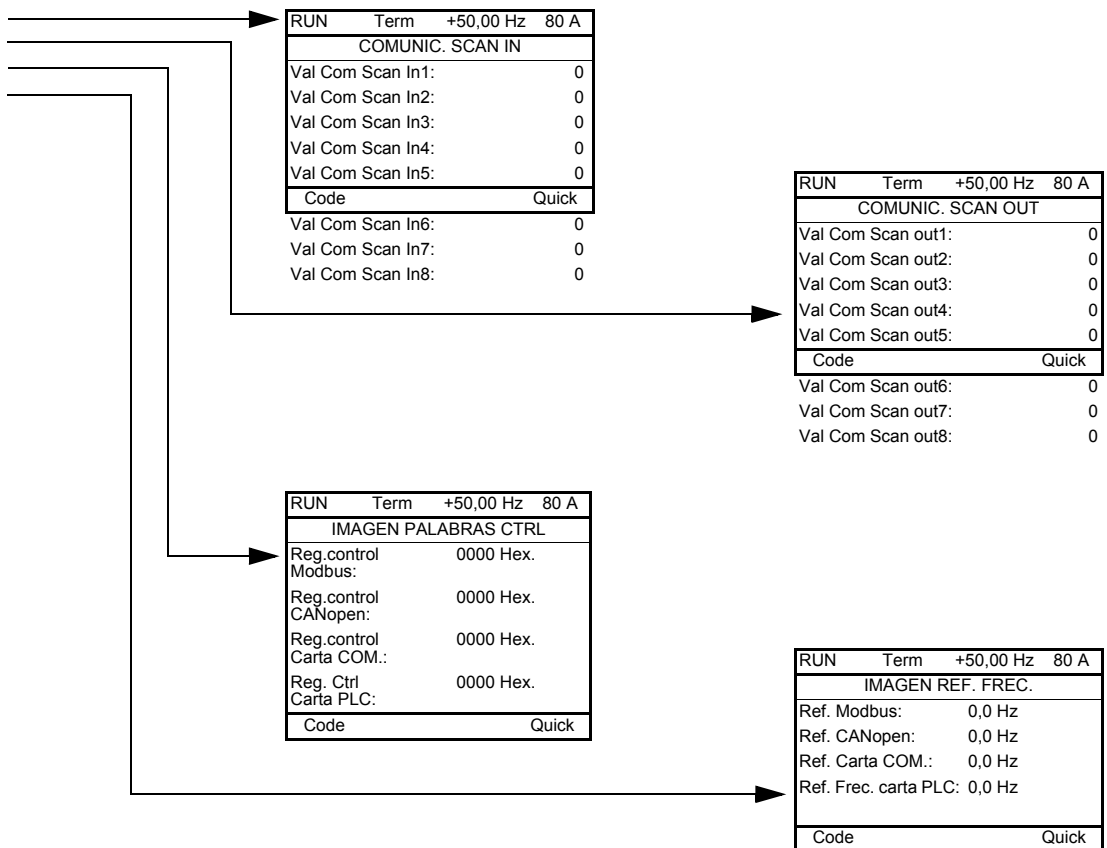 RUN Term +50,00 Hz 80 A
COMUNIC. SCAN IN
Val Com Scan In1: 0
Val Com Scan In2: 0
Val Com Scan In3: 0
Val Com Scan In4: 0
Val Com Scan In5: 0
Code Quick
Val Com Scan In6: 0
Val Com Scan In7: 0
Val Com Scan In8: 0
RUN Term +50,00 Hz 80 A
COMUNIC. SCAN OUT
Val Com Scan out1: 0
Val Com Scan out2: 0
Val Com Scan out3: 0
Val Com Scan out4: 0
Val Com Scan out5: 0
Code Quick
Val Com Scan out6: 0
Val Com Scan out7: 0
Val Com Scan out8: 0
RUN Term +50,00 Hz 80 A
IMAGEN PALABRAS CTRL
Reg.control 0000 Hex.
Modbus:
Reg.control 0000 Hex.
CANopen:
Reg.control 0000 Hex.
Carta COM.:
Reg. Ctrl 0000 Hex.
Carta PLC:
Code Quick
RUN Term +50,00 Hz 80 A
IMAGEN REF. FREC.
Ref. Modbus: 0,0 Hz
Ref. CANopen: 0,0 Hz
Ref. Carta COM.: 0,0 Hz
Ref. Frec. carta PLC: 0,0 Hz
Code Quick